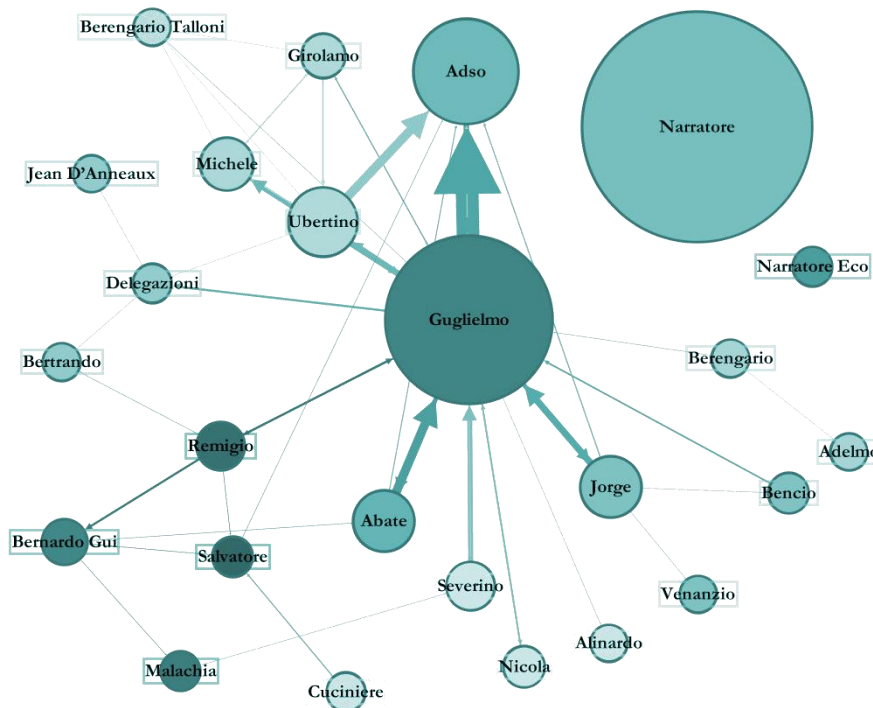 Berengario Talloni
Girolamo
Adso
Narratore
Michele
Jean D'Anneaux
Ubertino
Narratore Eco
Delegazioni
Guglielmo
Berengario
Bertrando
Remigio
Adelmo
Jorge
Bencio
Abate
Bernardo Gui
Salvatore
Severino
Venanzio
Alinardo
Malachia
Nicola
Cuciniere